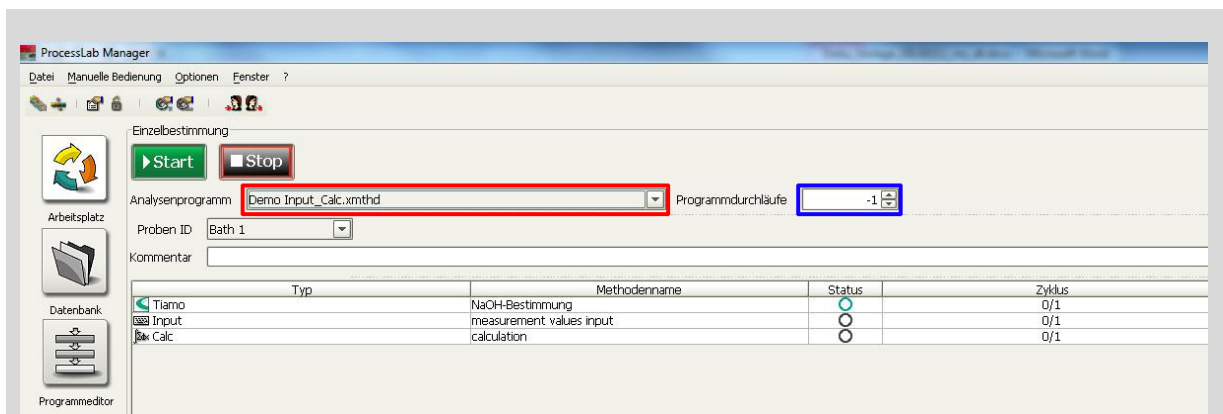 ProcessLab Manager
Datei Manuelle Bedienung Optionen Fenster ?
Einzelbestimmung
Start Stop
Analysenprogramm Demo Input_Calc.xmthd Programmdurchläufe -1
Arbeitsplatz
Proben ID Bath 1
Kommentar
Typ Methodenname Status Zyklus
Tiamo NaOH-Bestimmung 0/1
Datenbank
Input measurement values input 0/1
Calc calculation 0/1
Programmeditor